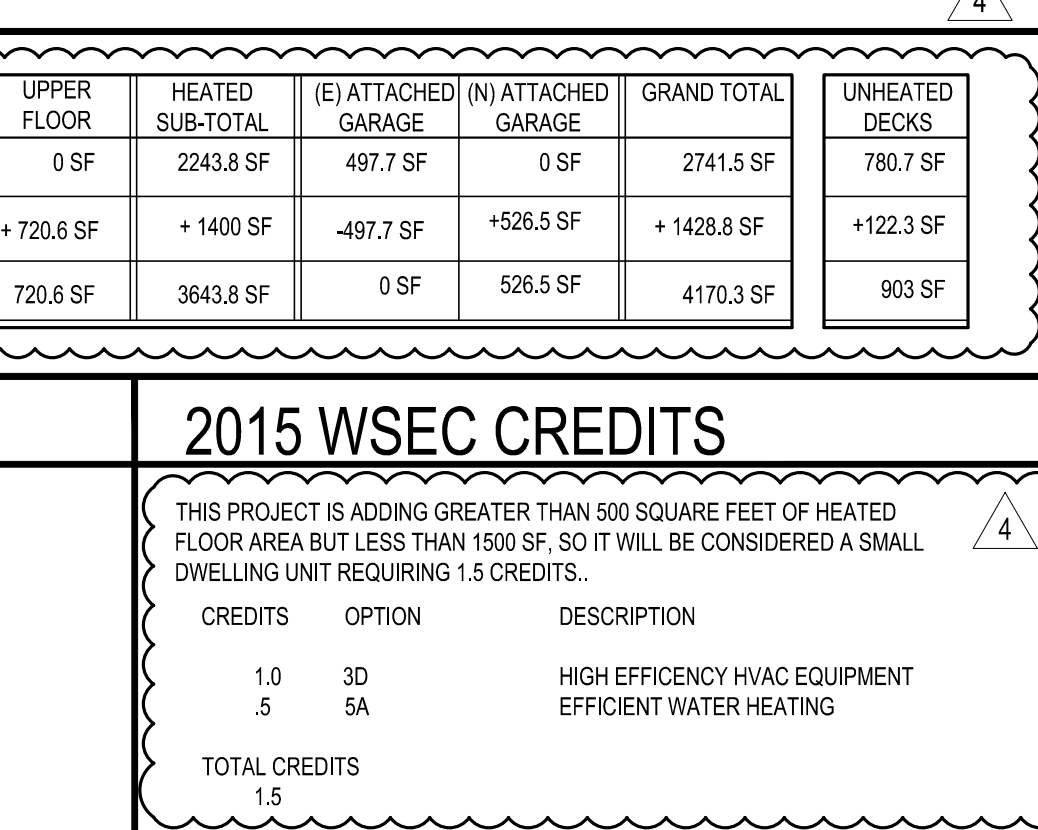 4
UPPER FLOOR HEATED SUB-TOTAL (E) ATTACHED GARAGE (N) ATTACHED GARAGE GRAND TOTAL UNHEATED DECKS
0 SF 2243.8 SF 497.7 SF 0 SF 2741.5 SF 780.7 SF
+ 720.6 SF + 1400 SF -497.7 SF +526.5 SF + 1428.8 SF +122.3 SF
720.6 SF 3643.8 SF 0 SF 526.5 SF 4170.3 SF 903 SF
2015 WSEC CREDITS
THIS PROJECT IS ADDING GREATER THAN 500 SQUARE FEET OF HEATED
FLOOR AREA BUT LESS THAN 1500 SF, SO IT WILL BE CONSIDERED A SMALL
DWELLING UNIT REQUIRING 1.5 CREDITS..
4
CREDITS OPTION DESCRIPTION
1.0 3D HIGH EFFICENCY HVAC EQUIPMENT
.5 5A EFFICIENT WATER HEATING
TOTAL CREDITS
1.5